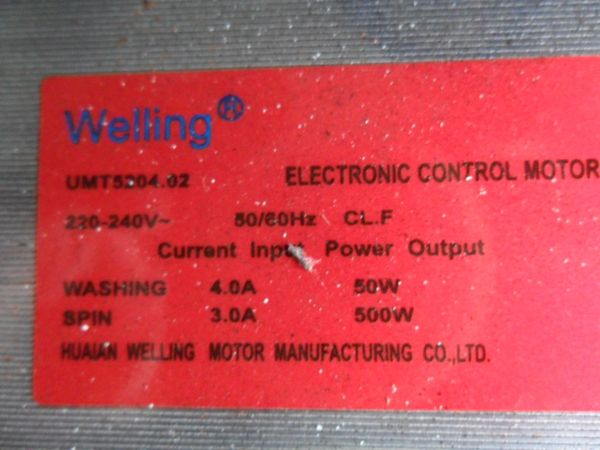 Welling®
UMT5204.02 ELECTRONIC CONTROL MOTOR
220-240V~ 50/60Hz CL.F
Current Input Power Output
WASHING 4.0A 50W
SPIN 3.0A 500W
HUAIAN WELLING MOTOR MANUFACTURING CO.,LTD.